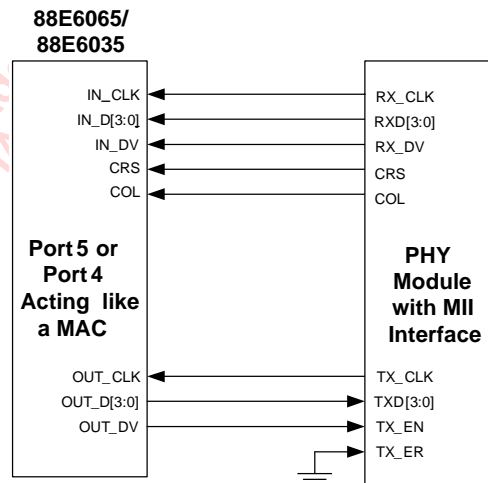 88E6065/
88E6035
IN_CLK
IN_D[3:0]
IN_DV
CRS
COL
Port 5 or
Port 4
Acting like
a MAC
OUT_CLK
OUT_D[3:0]
OUT_DV
RX_CLK
RXD[3:0]
RX_DV
CRS
COL
PHY
Module
with MII
Interface
TX_CLK
TXD[3:0]
TX_EN
TX_ER